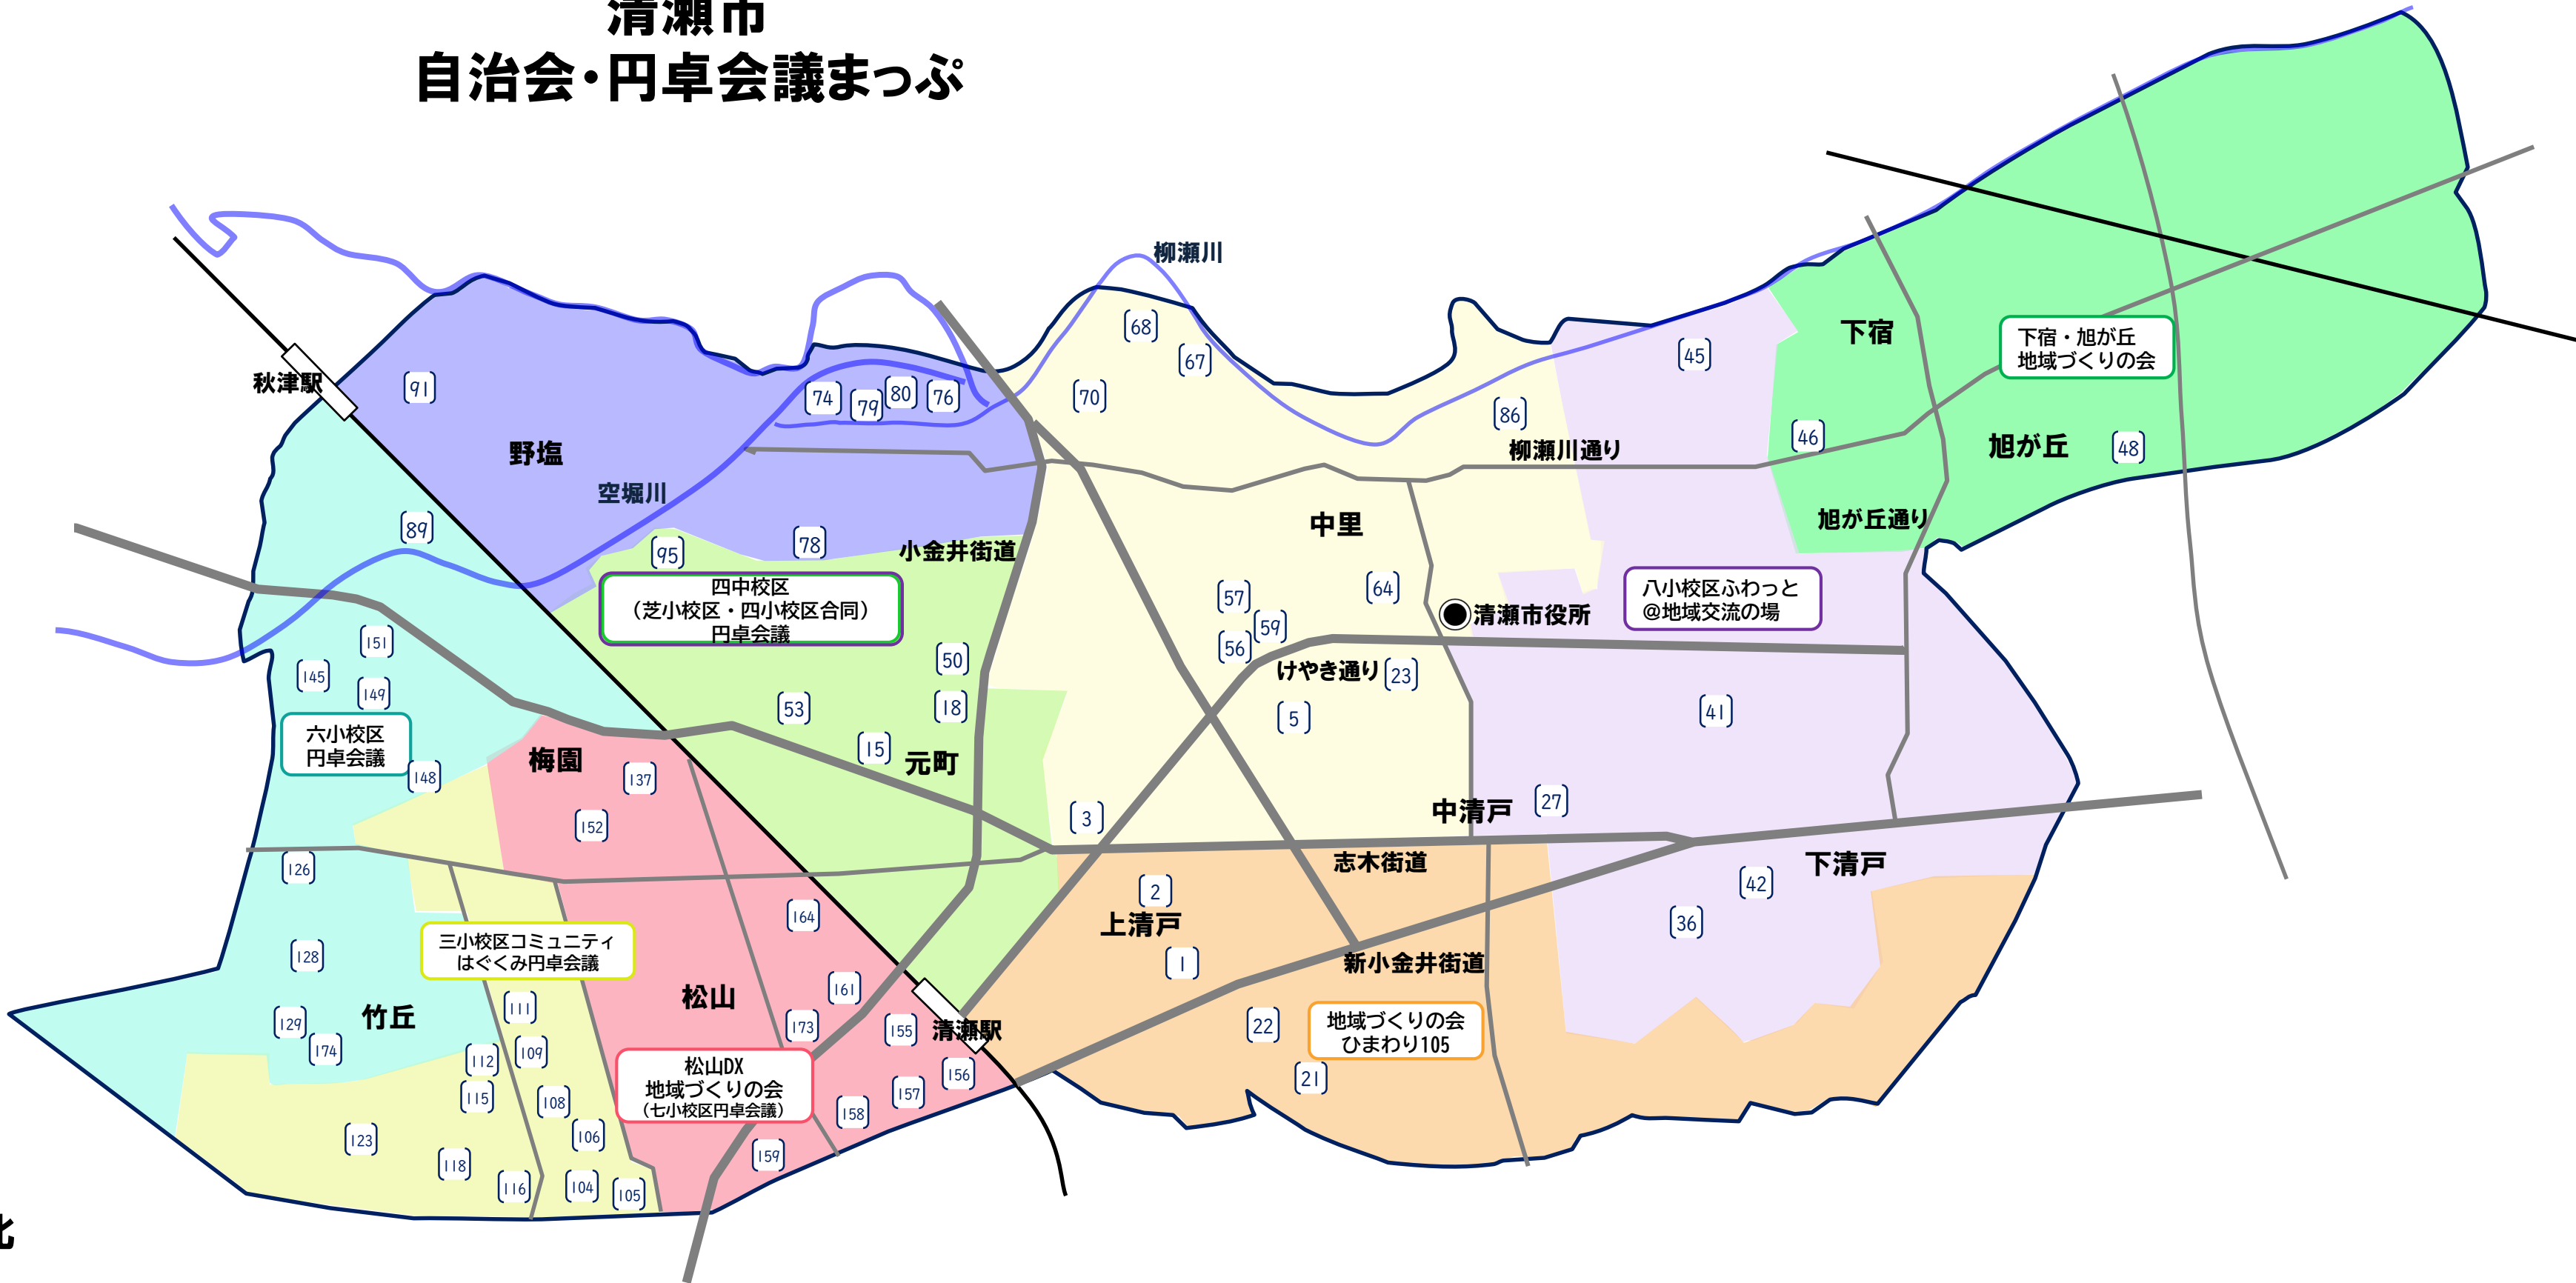 清瀬市
自治会・円卓会議まっぷ
柳瀬川
68
67
70
45
下宿
下宿・旭が丘
地域づくりの会
秋津駅
91
74
79
80
76
86
46
旭が丘
48
野塩
柳瀬川通り
空堀川
旭が丘通り
中里
89
95
78
小金井街道
四中校区
（芝小校区・四小校区合同）
円卓会議
57
64
59
56
清瀬市役所
八小校区ふわっと
@地域交流の場
151
145
149
50
けやき通り
23
53
18
5
41
六小校区
円卓会議
15
元町
148
梅園
137
152
3
中清戸
27
志木街道
下清戸
126
42
164
2
上清戸
36
三小校区コミュニティ
はぐくみ円卓会議
128
1
新小金井街道
161
松山
111
竹丘
129
173
155
清瀬駅
22
地域づくりの会
ひまわり105
174
112
109
松山DX
地域づくりの会
（七小校区円卓会議）
156
21
115
108
157
158
123
106
159
118
116
104
105
北